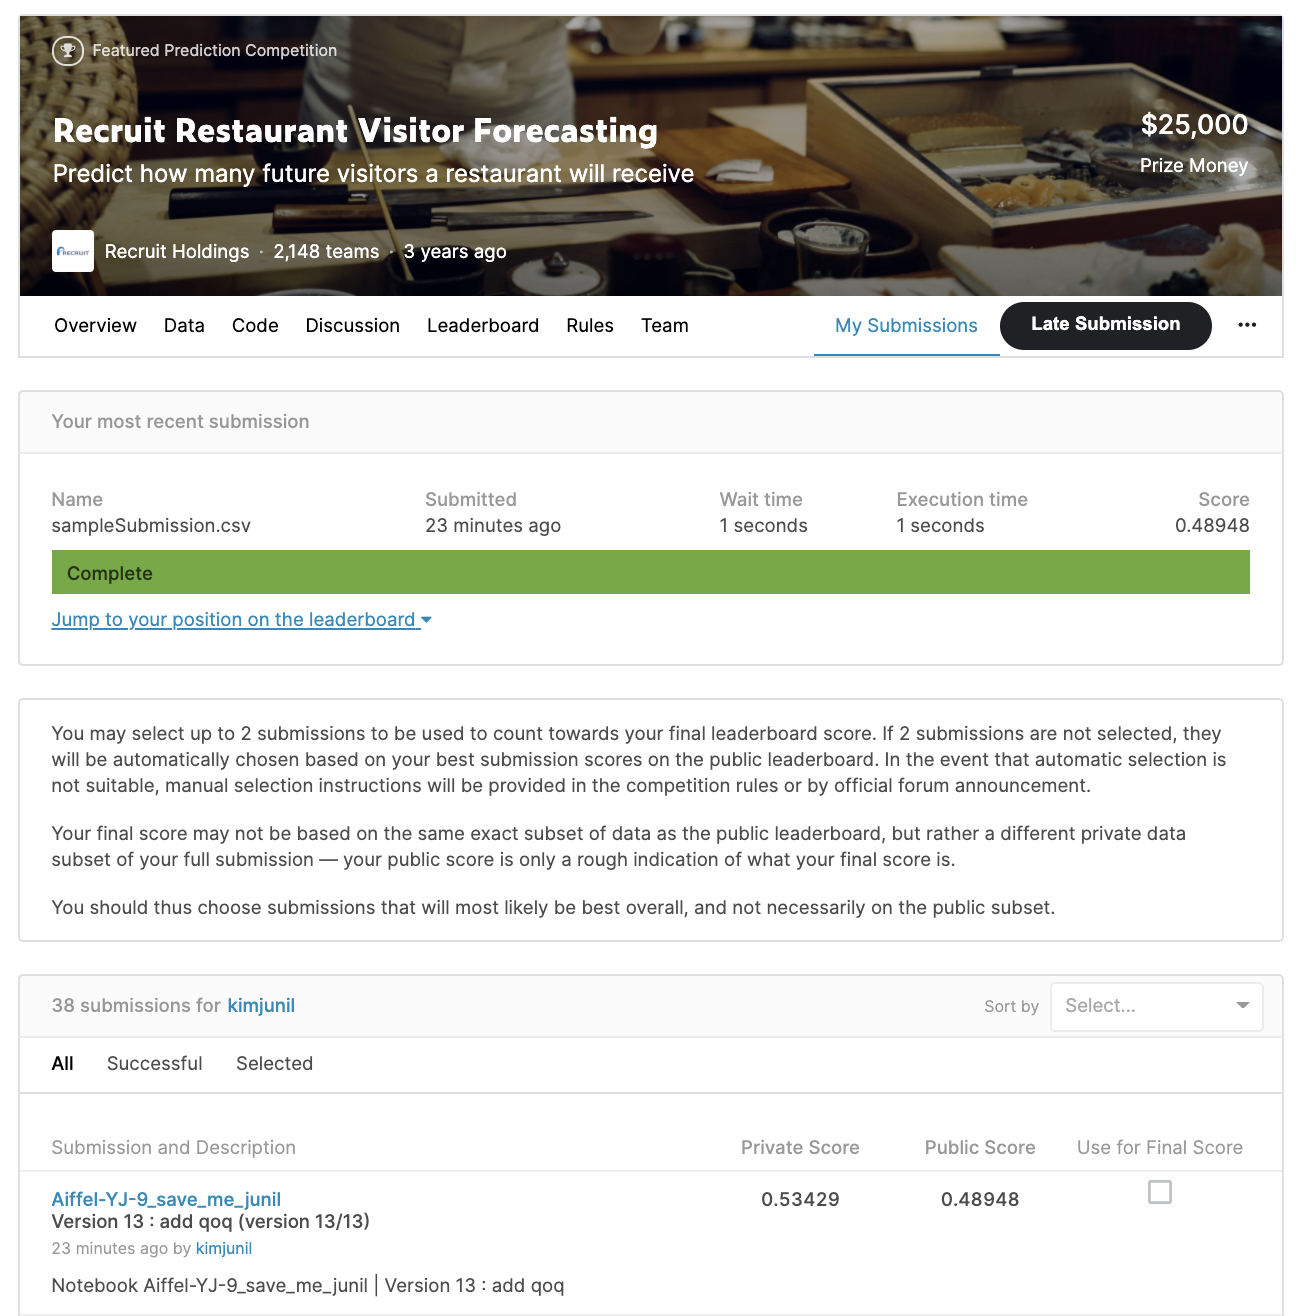 Featured Prediction Competition
Recruit Restaurant Visitor Forecasting
$25,000
Predict how many future visitors a restaurant will receive
Prize Money
RECRUIT
Recruit Holdings · 2,148 teams · 3 years ago
Overview Data Code Discussion Leaderboard Rules Team My Submissions Late Submission ...
Your most recent submission
Name Submitted Wait time Execution time Score
sampleSubmission.csv 23 minutes ago 1 seconds 1 seconds 0.48948
Complete
Jump to your position on the leaderboard
You may select up to 2 submissions to be used to count towards your final leaderboard score. If 2 submissions are not selected, they
will be automatically chosen based on your best submission scores on the public leaderboard. In the event that automatic selection is
not suitable, manual selection instructions will be provided in the competition rules or by official forum announcement.
Your final score may not be based on the same exact subset of data as the public leaderboard, but rather a different private data
subset of your full submission — your public score is only a rough indication of what your final score is.
You should thus choose submissions that will most likely be best overall, and not necessarily on the public subset.
38 submissions for kimjunil Sort by Select...
All Successful Selected
Submission and Description Private Score Public Score Use for Final Score
Aiffel-YJ-9_save_me_junil 0.53429 0.48948
Version 13 : add qoq (version 13/13)
23 minutes ago by kimjunil
Notebook Aiffel-YJ-9_save_me_junil | Version 13 : add qoq